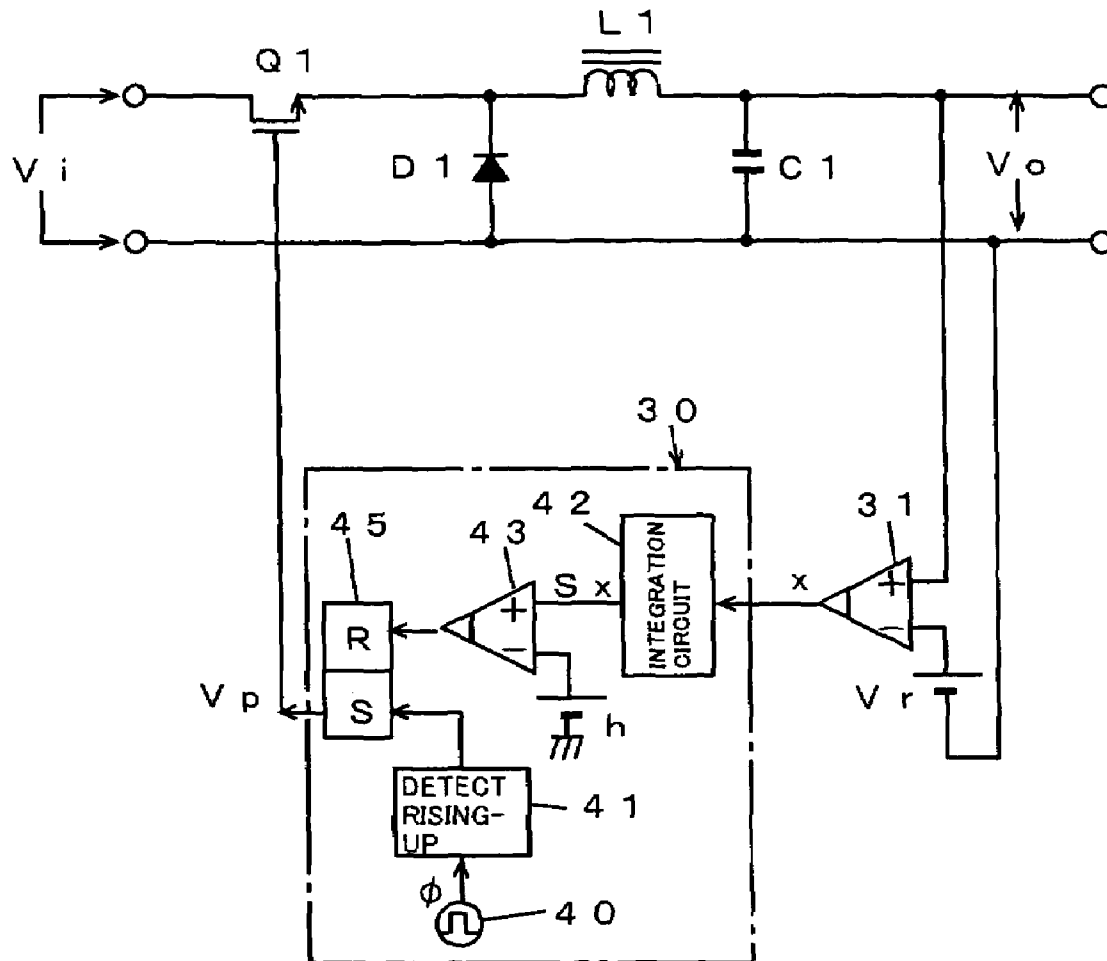 L 1
Q 1
V i
D 1
C 1
V o
3 0
4 2
3 1
4 5
4 3
INTEGRATION
CIRCUIT
S x
x
+
−
+
−
R
S
V p
h
V r
DETECT
RISING-
UP
4 1
ϕ
4 0